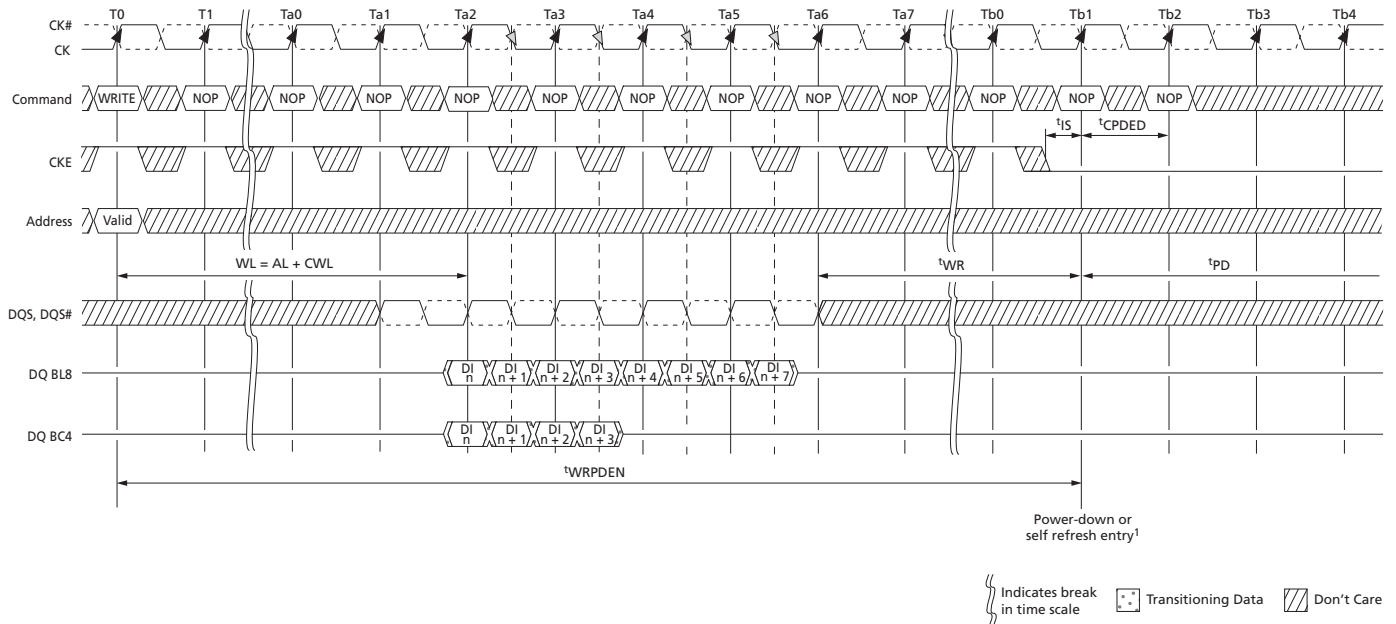 T0 T1 Ta0 Ta1 Ta2 Ta3 Ta4 Ta5 Ta6 Ta7 Tb0 Tb1 Tb2 Tb3 Tb4
CK#
CK
Command WRITE NOP NOP NOP NOP NOP NOP NOP NOP NOP NOP NOP NOP
tIS tCPDED
CKE
Address Valid
WL = AL + CWL tWR tPD
DQS, DQS#
DQ BL8 DI n DI n + 1 DI n + 2 DI n + 3 DI n + 4 DI n + 5 DI n + 6 DI n + 7
DQ BC4 DI n DI n + 1 DI n + 2 DI n + 3
tWRPDEN
Power-down or
self refresh entry1
Indicates break
in time scale
Transitioning Data
Don't Care